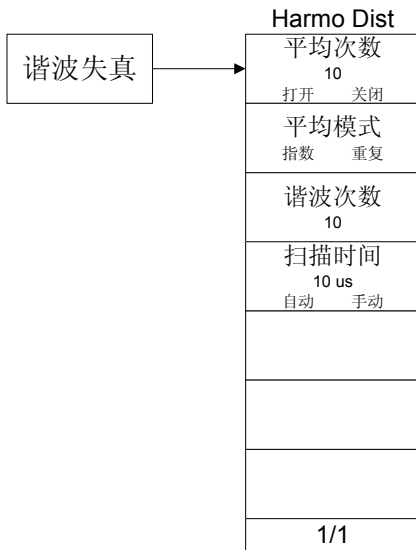 Harmo Dist
谐波失真
平均次数
10
打开 关闭
平均模式
指数 重复
谐波次数
10
扫描时间
10 us
自动 手动
1/1